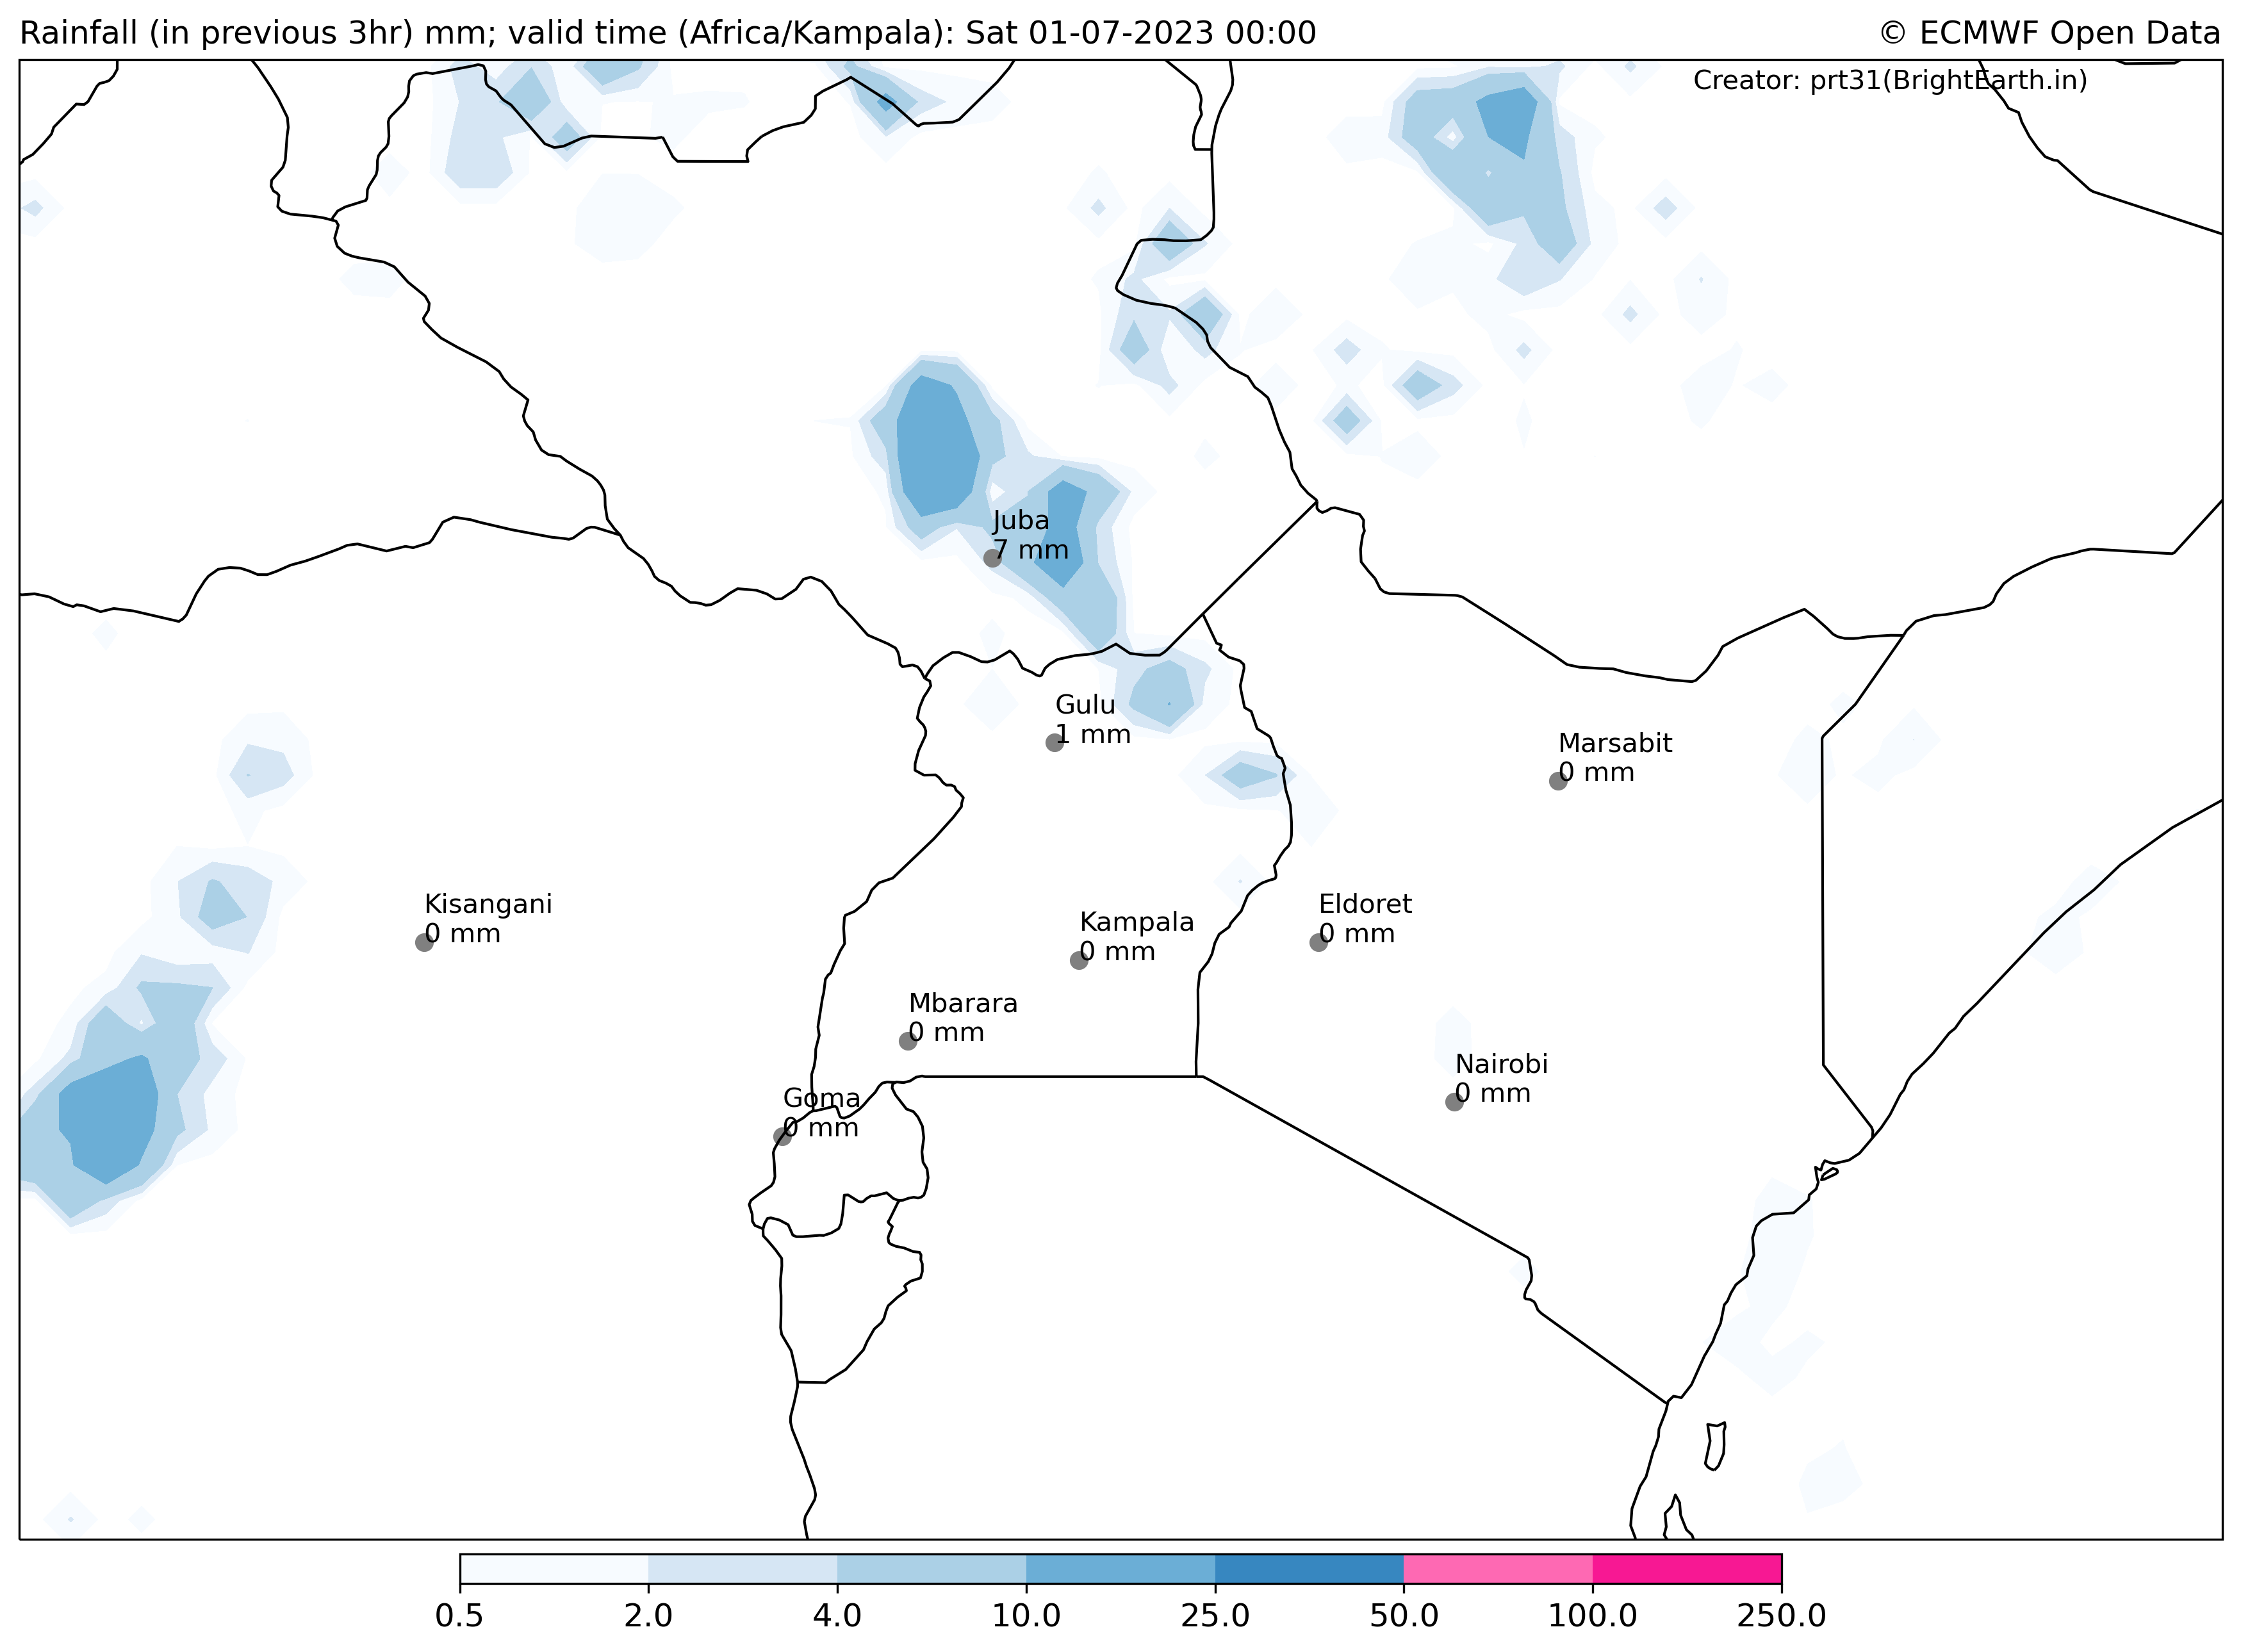 Rainfall (in previous 3hr) mm; valid time (Africa/Kampala): Sat 01-07-2023 00:00
© ECMWF Open Data
Creator: prt31(BrightEarth.in)
Juba
7 mm
Gulu
1 mm
Marsabit
0 mm
Kisangani
0 mm
Kampala
0 mm
Eldoret
0 mm
Mbarara
0 mm
Nairobi
0 mm
Goma
0 mm
0.5 2.0 4.0 10.0 25.0 50.0 100.0 250.0